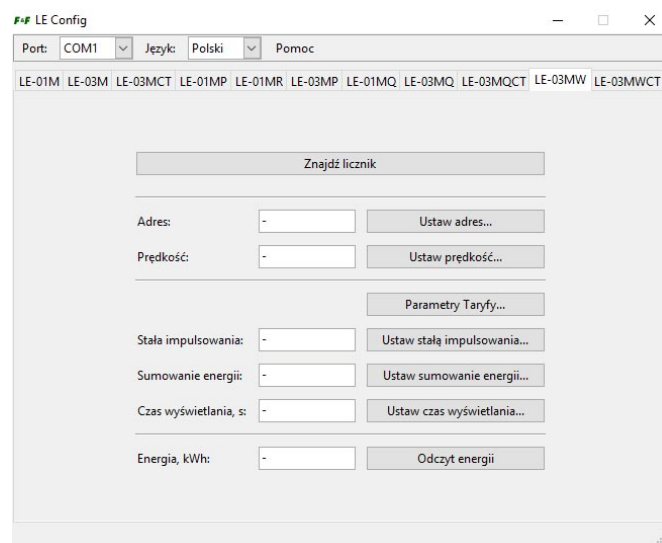 F&F LE Config
Port: COM1 Język: Polski Pomoc
LE-01M LE-03M LE-03MCT LE-01MP LE-01MR LE-03MP LE-01MQ LE-03MQ LE-03MQCT LE-03MW LE-03MWCT
Znajdź licznik
Adres: - Ustaw adres...
Prędkość: - Ustaw prędkość...
Parametry Taryfy...
Stała impulsowania: - Ustaw stałą impulsowania...
Sumowanie energii: - Ustaw sumowanie energii...
Czas wyświetlania, s: - Ustaw czas wyświetlania...
Energia, kWh: - Odczyt energii